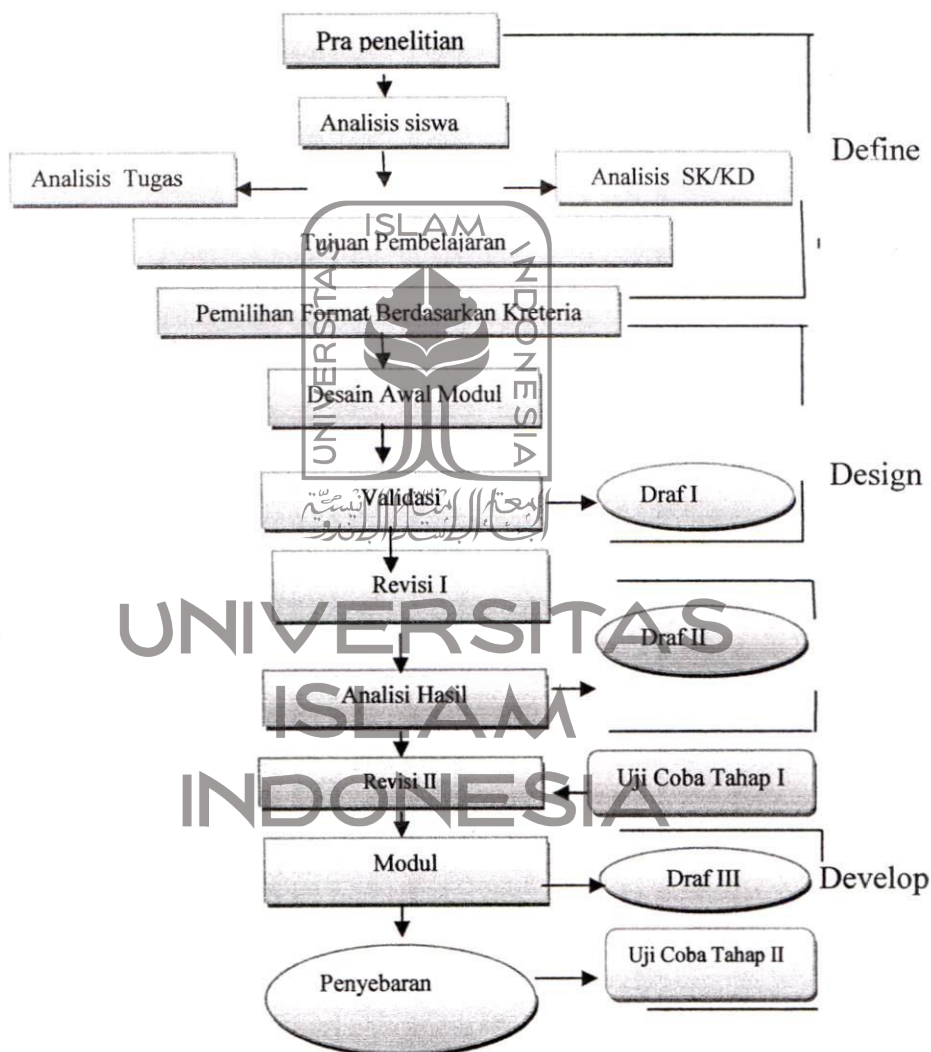 Pra penelitian
Analisis siswa
Define
Analisis Tugas
Analisis SK/KD
Tujuan Pembelajaran
Pemilihan Format Berdasarkan Kreteria
Desain Awal Modul
Design
Validasi
Draf I
Revisi I
Draf II
Analisi Hasil
Revisi II
Uji Coba Tahap I
Modul
Draf III
Develop
Uji Coba Tahap II
Penyebaran
UNIVERSITAS
ISLAM
INDONESIA
UNIVERSITAS
ISLAM
INDONESIA